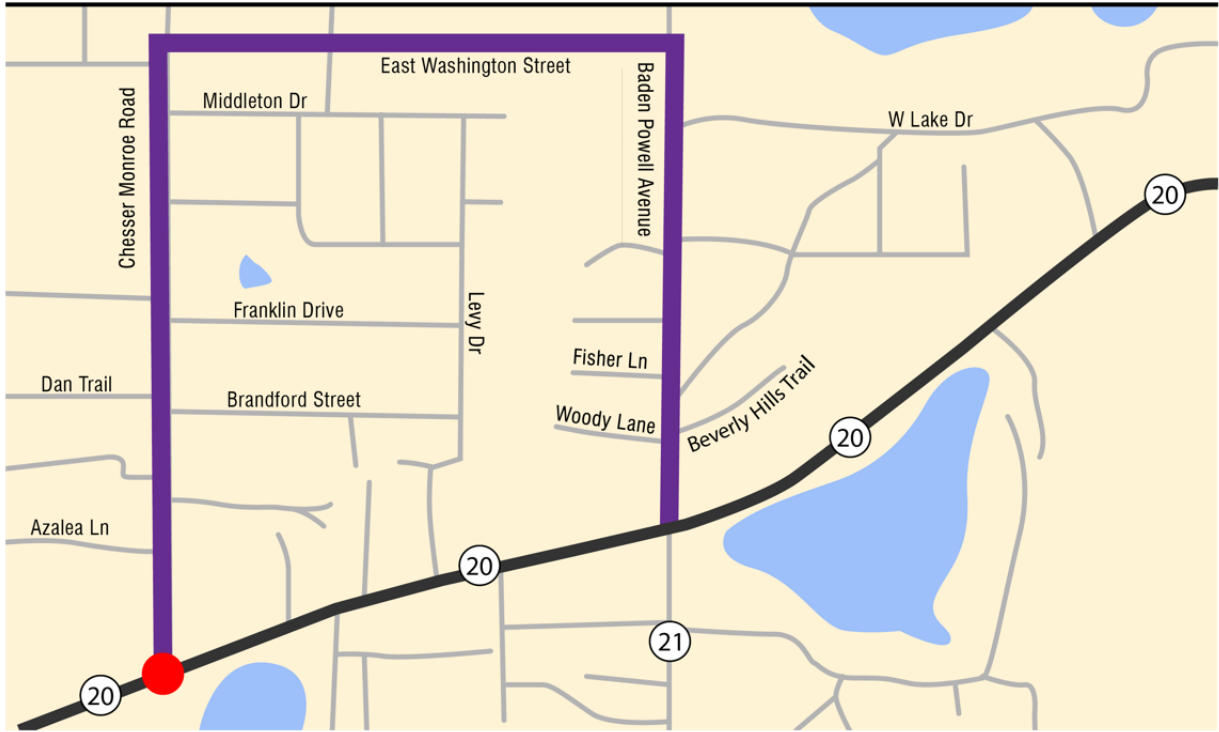 East Washington Street
Middleton Dr
Chesser Monroe Road
Baden Powell Avenue
W Lake Dr
20
Franklin Drive
Levy Dr
Fisher Ln
Dan Trail
Brandford Street
Woody Lane
Beverly Hills Trail
20
Azalea Ln
20
21
20